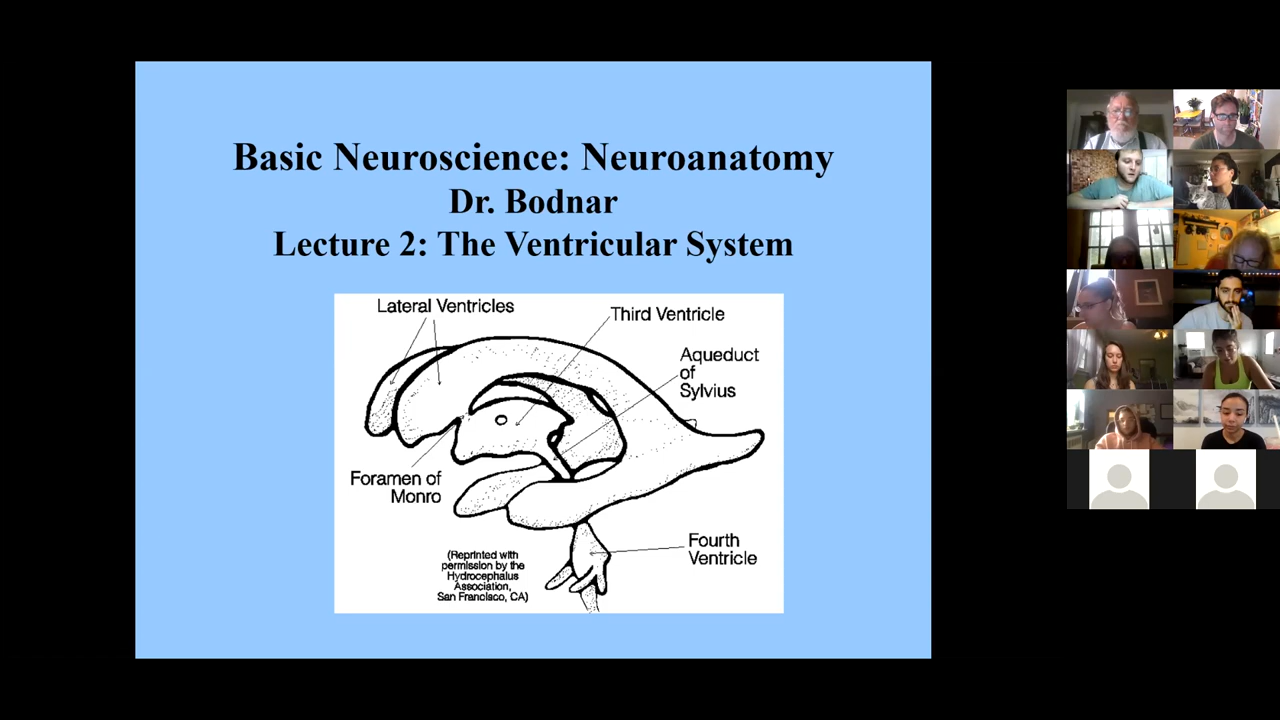 Basic Neuroscience: Neuroanatomy
Dr. Bodnar
Lecture 2: The Ventricular System
Lateral Ventricles
Third Ventricle
Aqueduct
of
Sylvius
Foramen of
Monro
Fourth
Ventricle
(Reprinted with
permission by the
Hydrocephalus
Association,
San Francisco, CA)